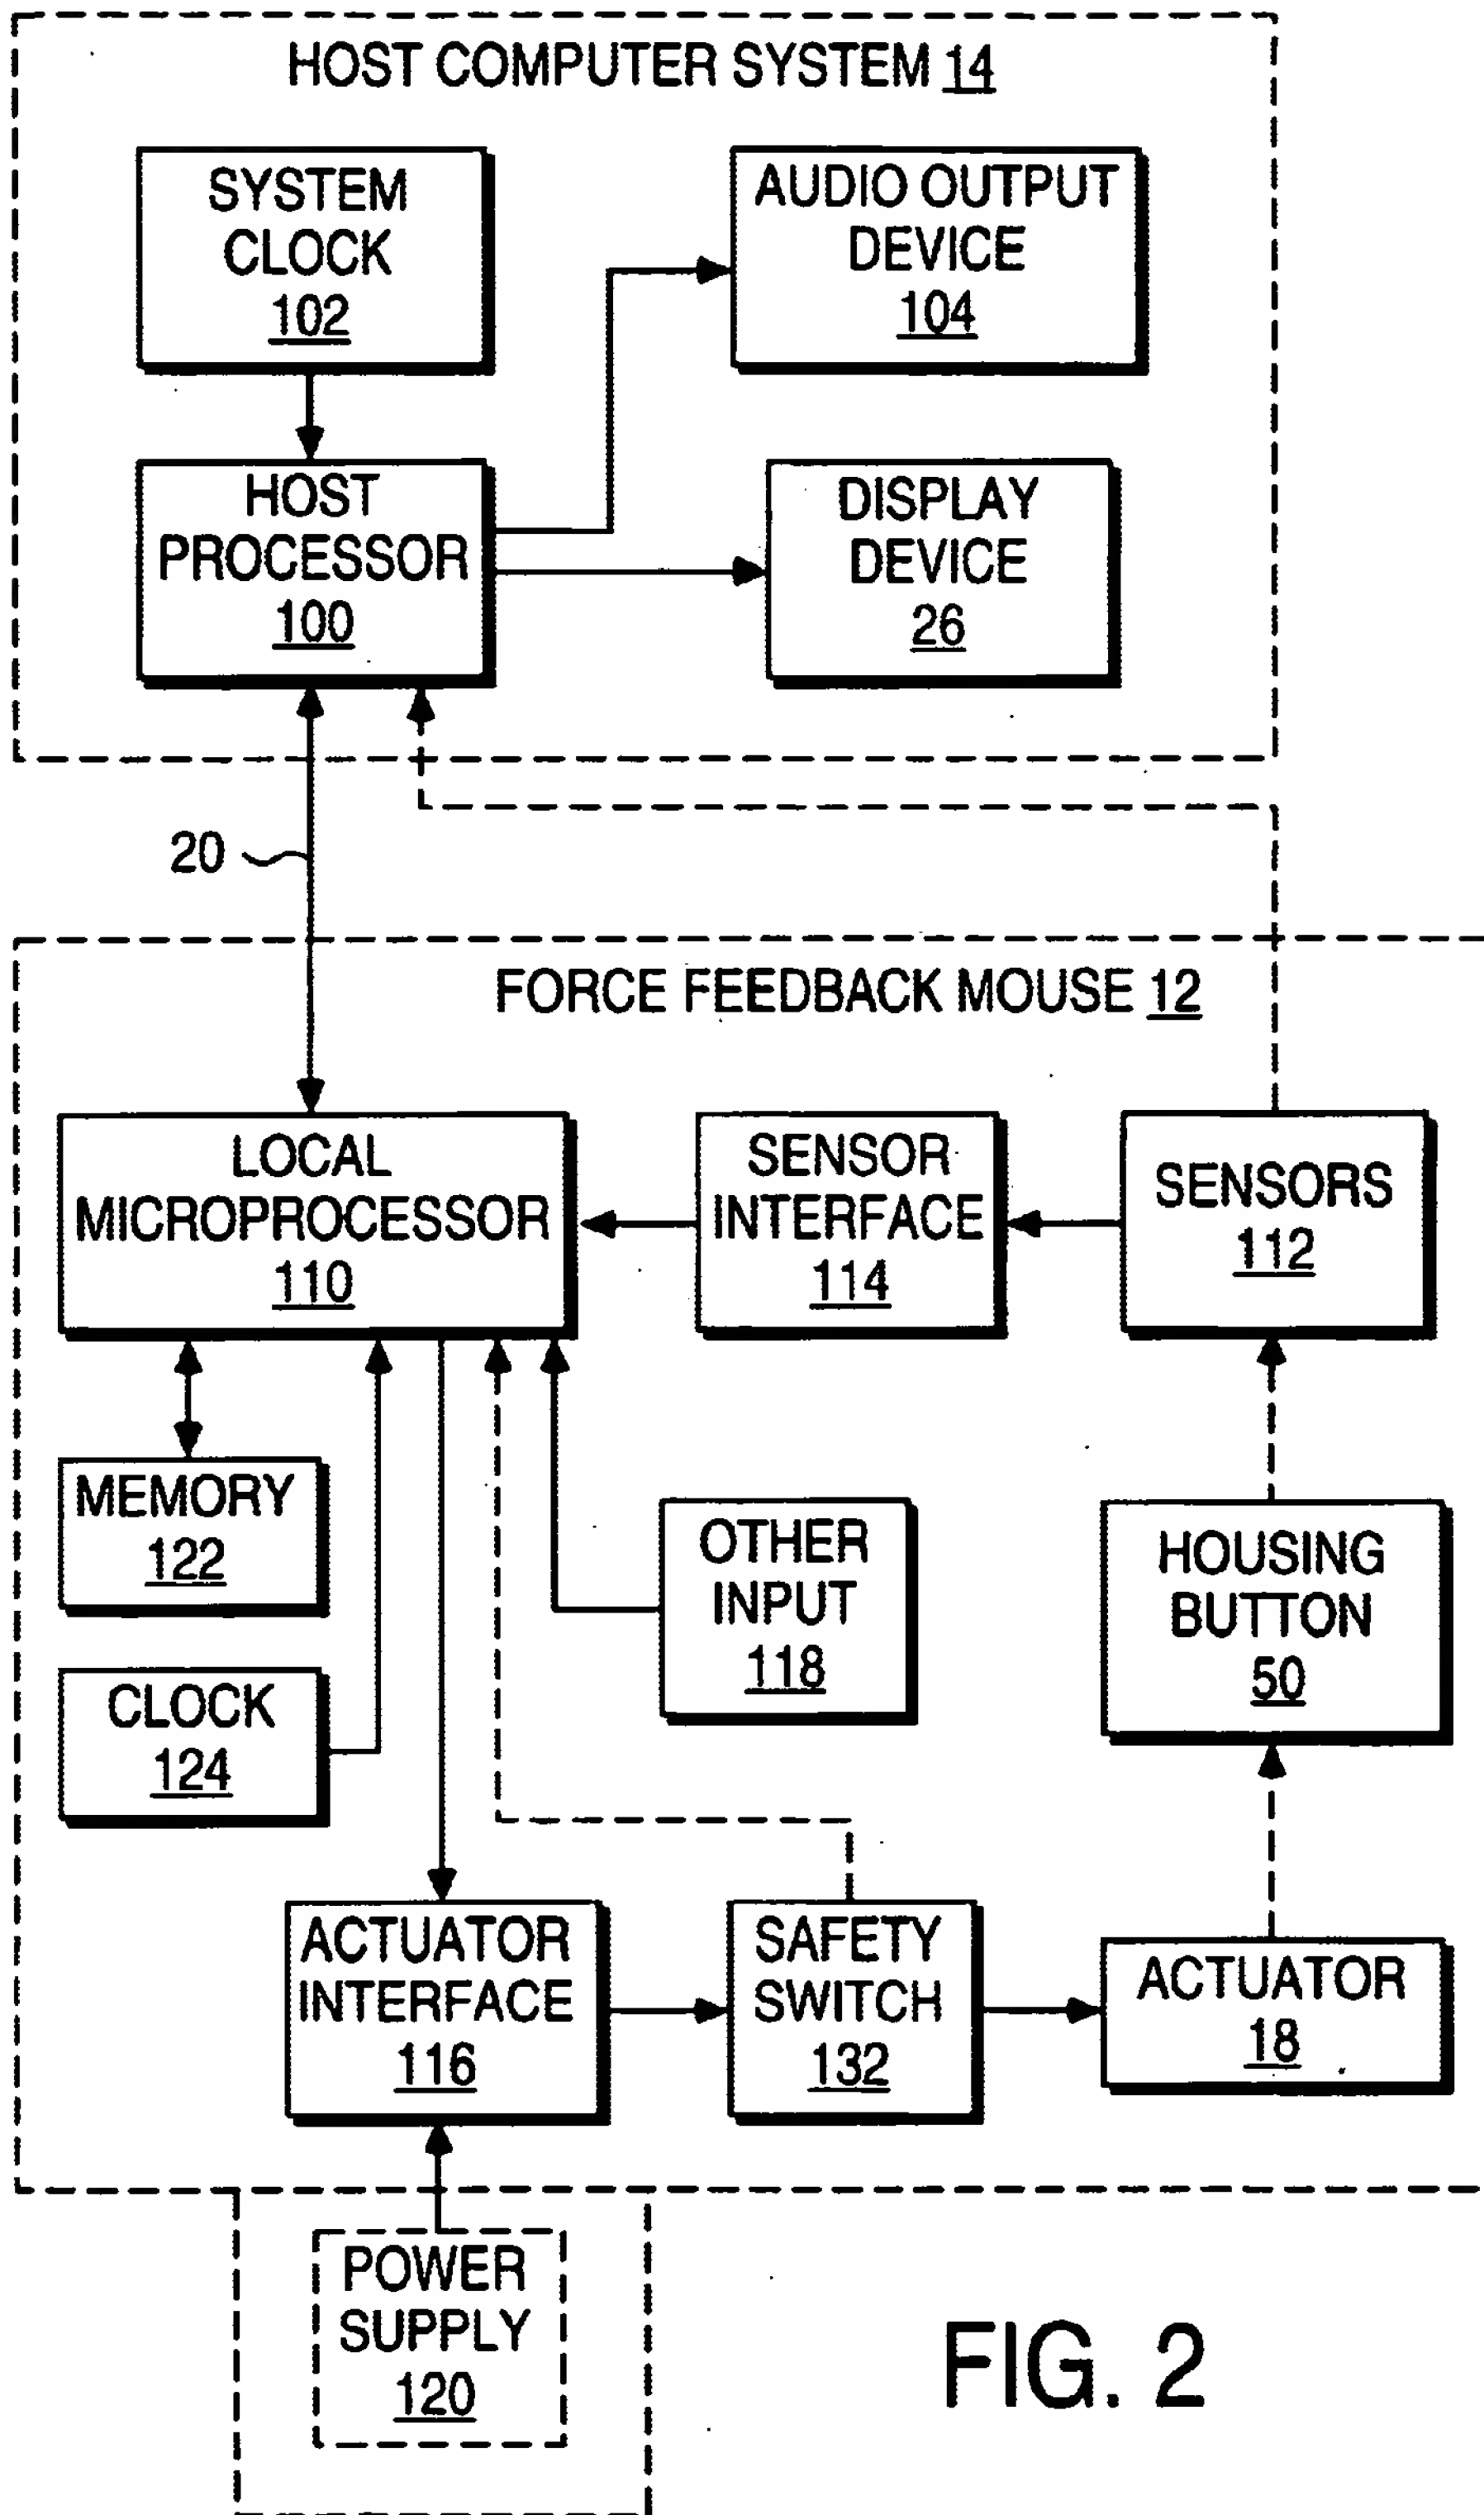 HOST COMPUTER SYSTEM 14
SYSTEM
CLOCK
102
AUDIO OUTPUT
DEVICE
104
HOST
PROCESSOR
100
DISPLAY
DEVICE
26
20
FORCE FEEDBACK MOUSE 12
LOCAL
MICROPROCESSOR
110
SENSOR
INTERFACE
114
SENSORS
112
MEMORY
122
OTHER
INPUT
118
HOUSING
BUTTON
50
CLOCK
124
ACTUATOR
INTERFACE
116
SAFETY
SWITCH
132
ACTUATOR
18
POWER
SUPPLY
120
FIG. 2